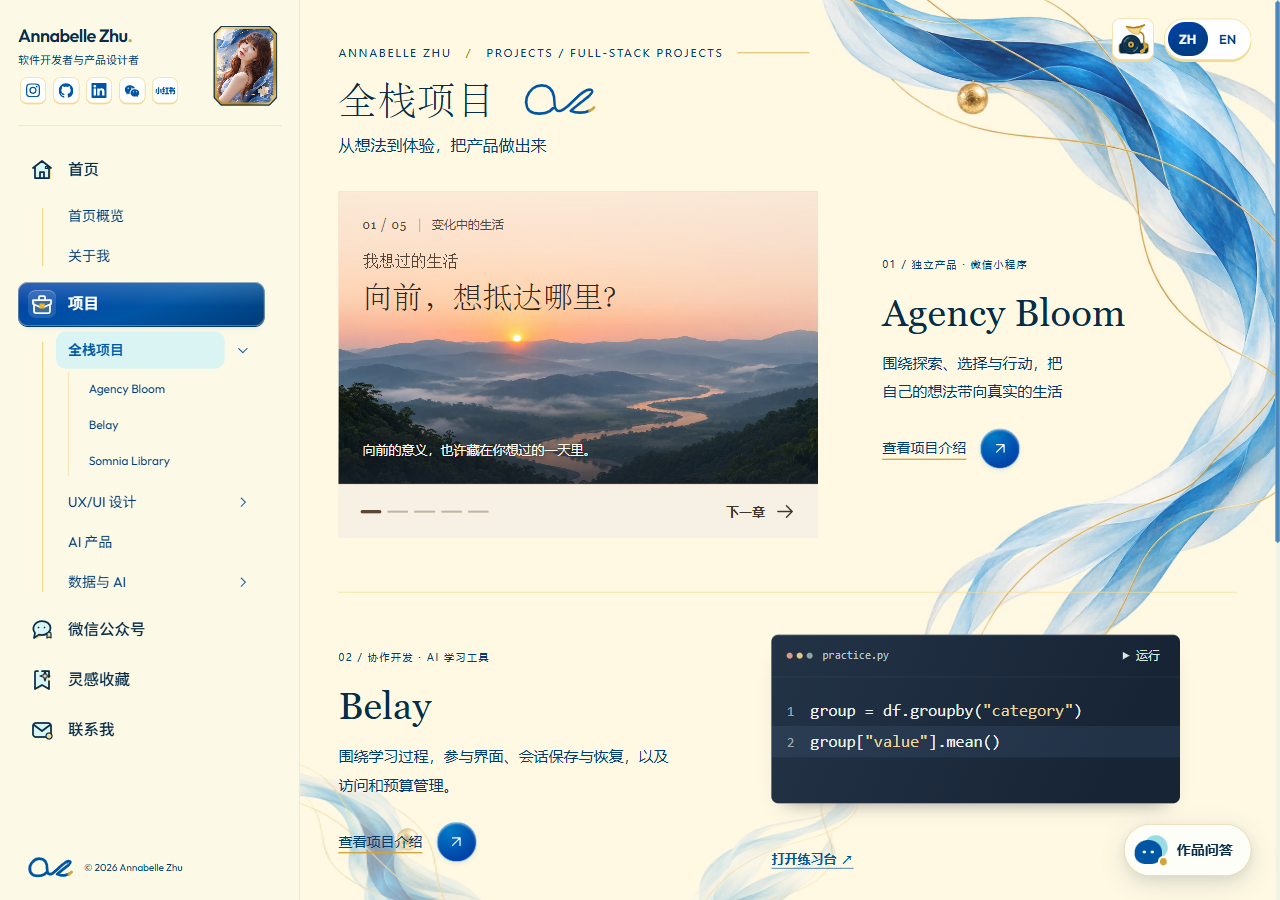 Annabelle Zhu.
软件开发者与产品设计者
小红书
首页
首页概览
关于我
项目
全栈项目
Agency Bloom
Belay
Somnia Library
UX/UI 设计
AI 产品
数据与 AI
微信公众号
灵感收藏
联系我
© 2026 Annabelle Zhu
ANNABELLE ZHU / PROJECTS / FULL-STACK PROJECTS
ZH EN
全栈项目
从想法到体验，把产品做出来
01 / 05 | 变化中的生活
我想过的生活
向前，想抵达哪里?
向前的意义，也许藏在你想过的一天里。
下一章
01 / 独立产品 · 微信小程序
Agency Bloom
围绕探索、选择与行动，把
自己的想法带向真实的生活
查看项目介绍
02 / 协作开发 · AI 学习工具
Belay
围绕学习过程，参与界面、会话保存与恢复，以及
访问和预算管理。
查看项目介绍
practice.py
运行
1 group = df.groupby("category")
2 group["value"].mean()
打开练习台 ↗
作品问答